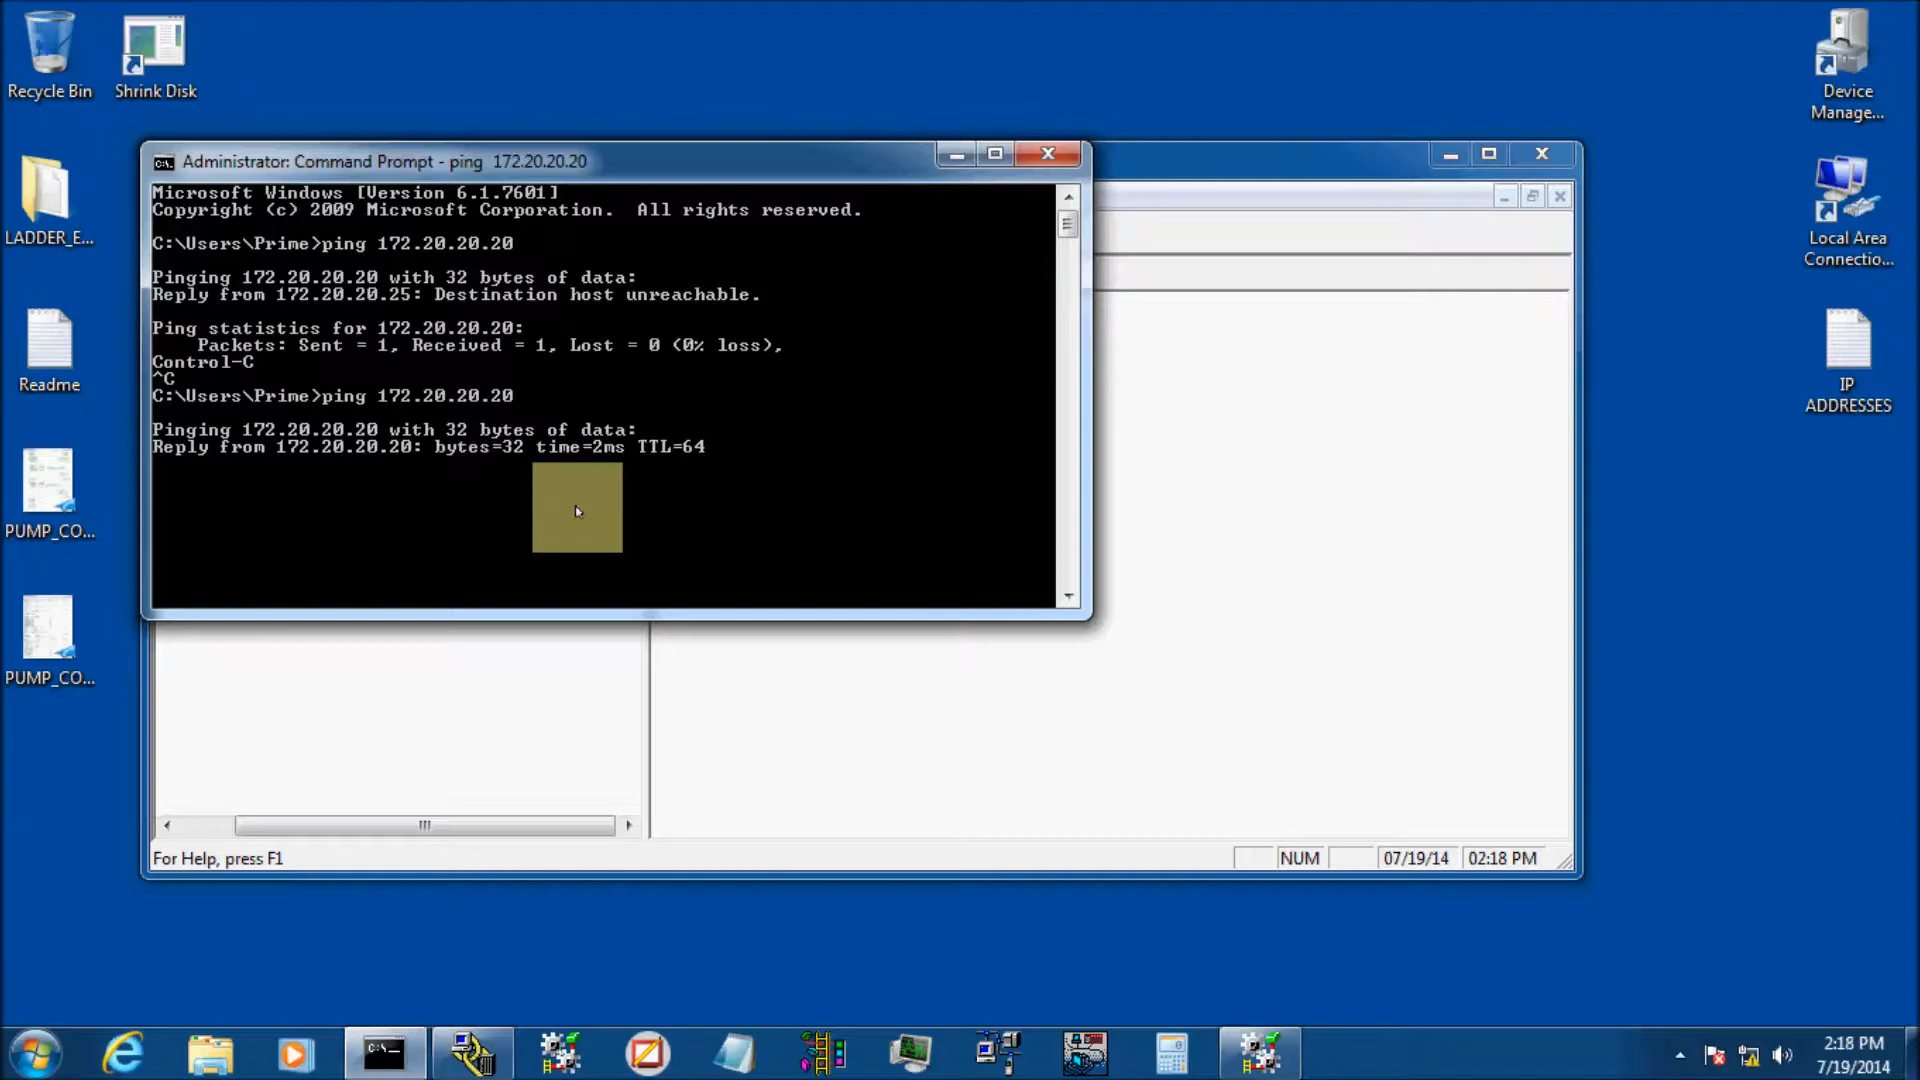 Recycle Bin
Shrink Disk
LADDER_E...
Readme
PUMP_CO...
PUMP_CO...
Device
Manage...
Local Area
Connectio...
IP
ADDRESSES
Administrator: Command Prompt - ping 172.20.20.20
C:\.
Microsoft Windows [Version 6.1.7601]
Copyright (c) 2009 Microsoft Corporation. All rights reserved.
C:\Users\Prime>ping 172.20.20.20
Pinging 172.20.20.20 with 32 bytes of data:
Reply from 172.20.20.25: Destination host unreachable.
Ping statistics for 172.20.20.20:
Packets: Sent = 1, Received = 1, Lost = 0 (0% loss),
Control-C
^C
C:\Users\Prime>ping 172.20.20.20
Pinging 172.20.20.20 with 32 bytes of data:
Reply from 172.20.20.20: bytes=32 time=2ms TTL=64
For Help, press F1
NUM
07/19/14
02:18 PM
2:18 PM
7/19/2014